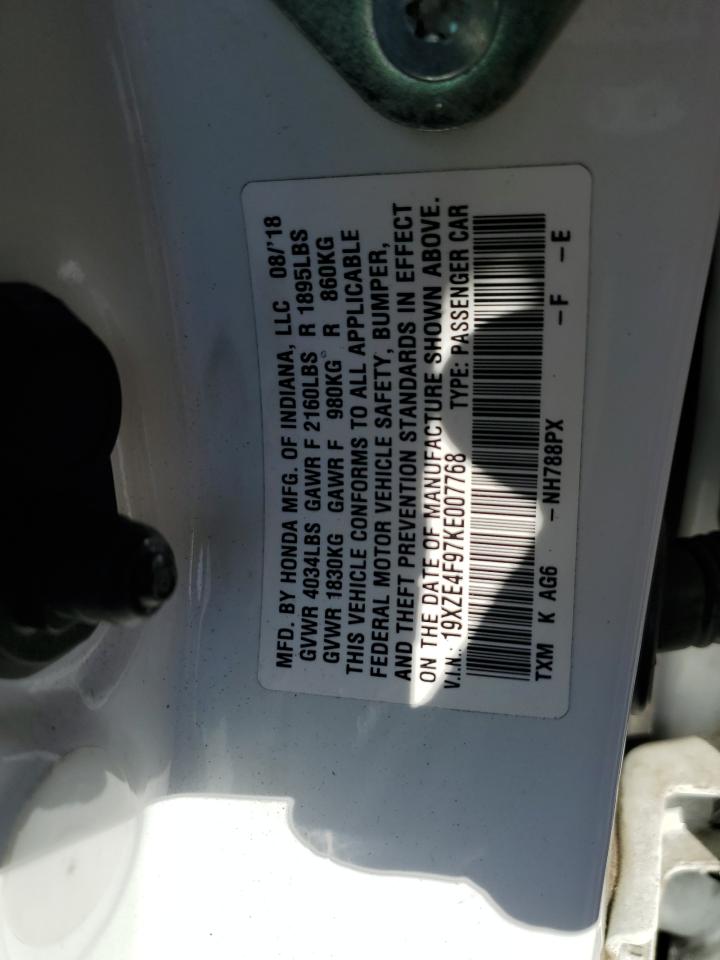 MFD. BY HONDA MFG. OF INDIANA, LLC 08/'18
GVWR 4034LBS GAWR F 2160LBS R 1895LBS
GVWR 1830KG GAWR F 980KG R 860KG
THIS VEHICLE CONFORMS TO ALL APPLICABLE
FEDERAL MOTOR VEHICLE SAFETY, BUMPER,
AND THEFT PREVENTION STANDARDS IN EFFECT
ON THE DATE OF MANUFACTURE SHOWN ABOVE.
V.I.N.: 19XZE4F97KE007768 TYPE: PASSENGER CAR
TXM K AG6 - NH788PX - F - E